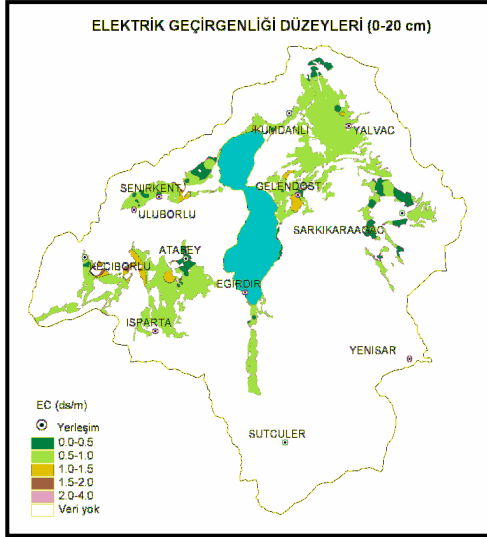 ELEKTRİK GEÇİRGENLİĞİ DÜZEYLERİ (0-20 cm)
KUMDANLI
YALVAC
SENIRKENT
GELENDOST
ULUBORLU
SARKIKARAAGAC
ATABEY
KECIBORLU
EGIRDIR
ISPARTA
YENISAR
SUTCULER
EC (ds/m)
Yerleşim
0.0-0.5
0.5-1.0
1.0-1.5
1.5-2.0
2.0-4.0
Veri yok